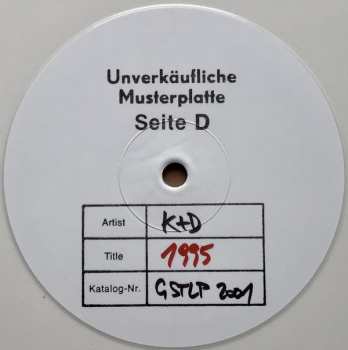 Unverkäufliche
Musterplatte
Seite D
Artist K+D
Title 1995
Katalog-Nr. GSTLP 2001